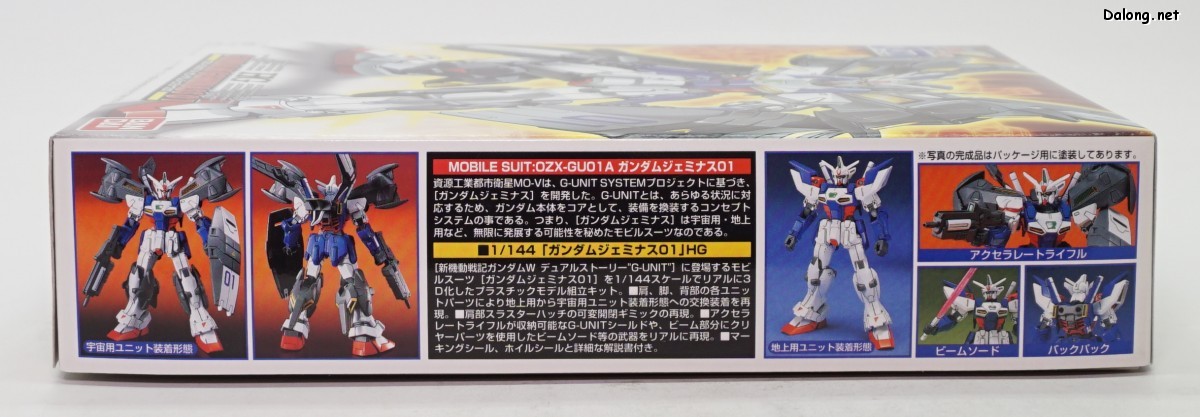 Dalong.net
MOBILE SUIT:OZX-GU01A ガンダムジェミナス01
資源工業都市衛星MO-Vは、G-UNIT SYSTEMプロジェクトに基づき、
[ガンダムジェミナス]を開発した。G-UNITとは、あらゆる状況に対
応するため、ガンダム本体をコアとして、装備を換装するコンセプト
システムの事である。つまり、[ガンダムジェミナス]は宇宙用・地上
用など、無限に発展する可能性を秘めたモビルスーツなのである。
■1/144「ガンダムジェミナス01」HG
[新機動戦記ガンダムW デュアルストーリー"G-UNIT"]に登場するモビ
ルスーツ[ガンダムジェミナス01]を1/144スケールでリアルに3
D化したプラスチックモデル組立キット。■肩、脚、背部の各ユニッ
トパーツにより地上用から宇宙用ユニット装着形態への交換装着を再
現。■肩部スラスターハッチの可変開閉ギミックの再現。■アクセラ
レートライフルが収納可能なG-UNITシールドや、ビーム部分にクリ
ヤーパーツを使用したビームソード等の武器をリアルに再現。■マー
キングシール、ホイルシールと詳細な解説書付き。
宇宙用ユニット装着形態
地上用ユニット装着形態
※写真の完成品はパッケージ用に塗装してあります。
アクセラレートライフル
ビームソード
バックパック
01